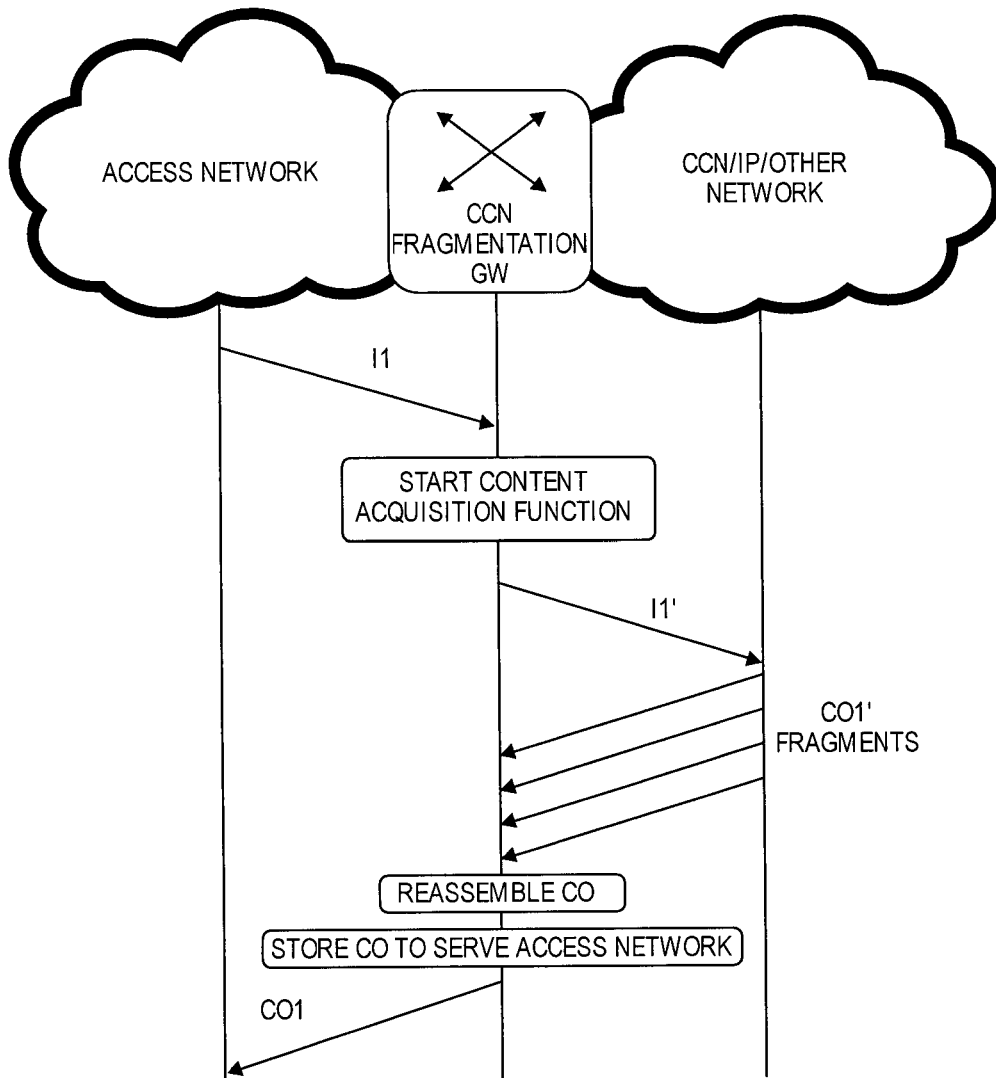 ACCESS NETWORK
CCN
FRAGMENTATION
GW
CCN/IP/OTHER
NETWORK
I1
START CONTENT
ACQUISITION FUNCTION
I1'
CO1'
FRAGMENTS
REASSEMBLE CO
STORE CO TO SERVE ACCESS NETWORK
CO1